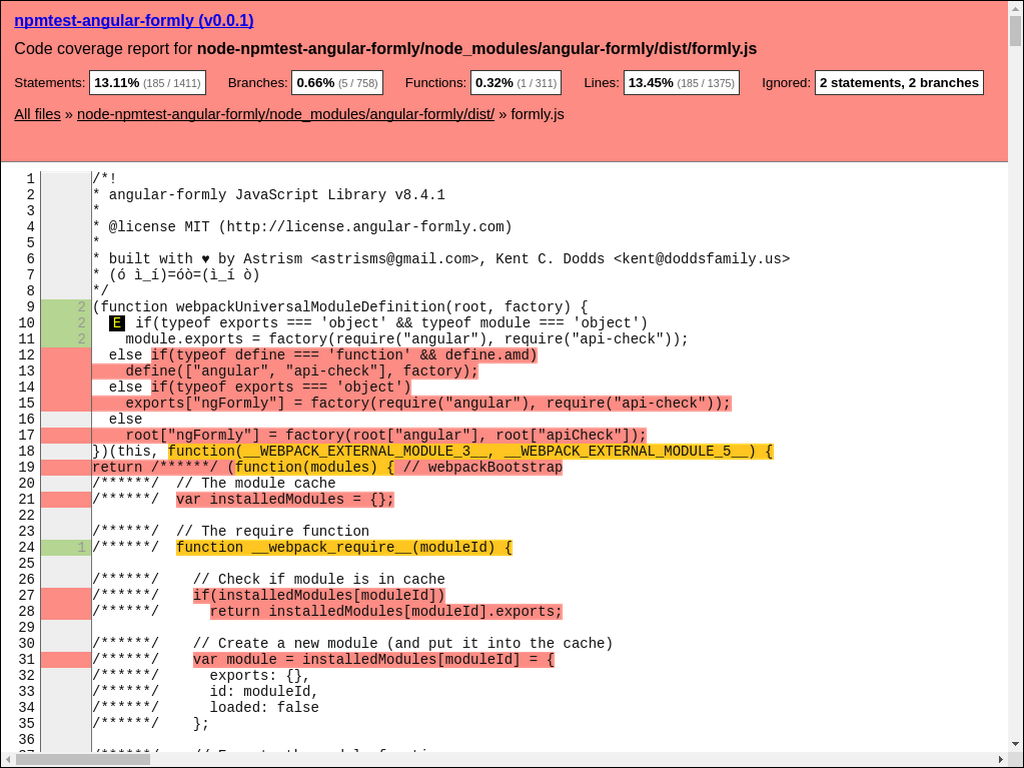 npmtest-angular-formly (v0.0.1)
Code coverage report for node-npmtest-angular-formly/node_modules/angular-formly/dist/formly.js
Statements: 13.11% (185 / 1411) Branches: 0.66% (5 / 758) Functions: 0.32% (1 / 311) Lines: 13.45% (185 / 1375) Ignored: 2 statements, 2 branches
All files » node-npmtest-angular-formly/node_modules/angular-formly/dist/ » formly.js
1 /*!
2 * angular-formly JavaScript Library v8.4.1
3 *
4 * @license MIT (http://license.angular-formly.com)
5 *
6 * built with ♥ by Astrism <astrisms@gmail.com>, Kent C. Dodds <kent@doddsfamily.us>
7 * (ó ì_í)=óò=(ì_í ò)
8 */
9 2 (function webpackUniversalModuleDefinition(root, factory) {
10 2 E if(typeof exports === 'object' && typeof module === 'object')
11 2 module.exports = factory(require("angular"), require("api-check"));
12 else if(typeof define === 'function' && define.amd)
13 define(["angular", "api-check"], factory);
14 else if(typeof exports === 'object')
15 exports["ngFormly"] = factory(require("angular"), require("api-check"));
16 else
17 root["ngFormly"] = factory(root["angular"], root["apiCheck"]);
18 })(this, function(__WEBPACK_EXTERNAL_MODULE_3__, __WEBPACK_EXTERNAL_MODULE_5__) {
19 return /******/ (function(modules) { // webpackBootstrap
20 /******/ // The module cache
21 /******/ var installedModules = {};
22
23 /******/ // The require function
24 1 /******/ function __webpack_require__(moduleId) {
25
26 /******/ // Check if module is in cache
27 /******/ if(installedModules[moduleId])
28 /******/ return installedModules[moduleId].exports;
29
30 /******/ // Create a new module (and put it into the cache)
31 /******/ var module = installedModules[moduleId] = {
32 /******/ exports: {},
33 /******/ id: moduleId,
34 /******/ loaded: false
35 /******/ };
36